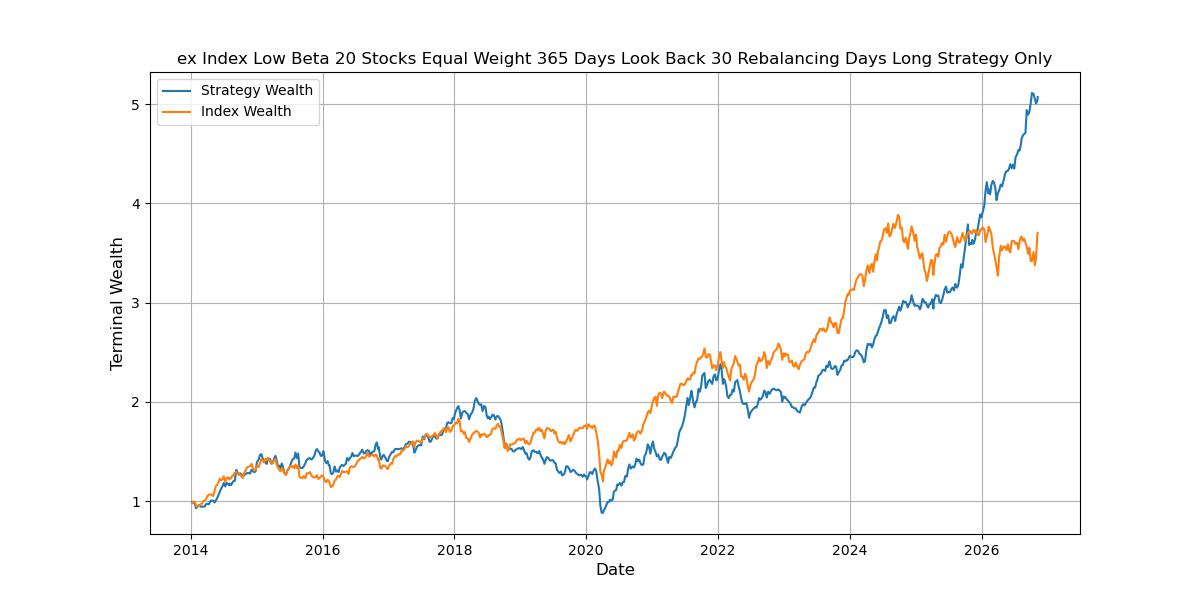 ex Index Low Beta 20 Stocks Equal Weight 365 Days Look Back 30 Rebalancing Days Long Strategy Only
Strategy Wealth
Index Wealth
Terminal Wealth
5
4
3
2
1
2014 2016 2018 2020 2022 2024 2026
Date